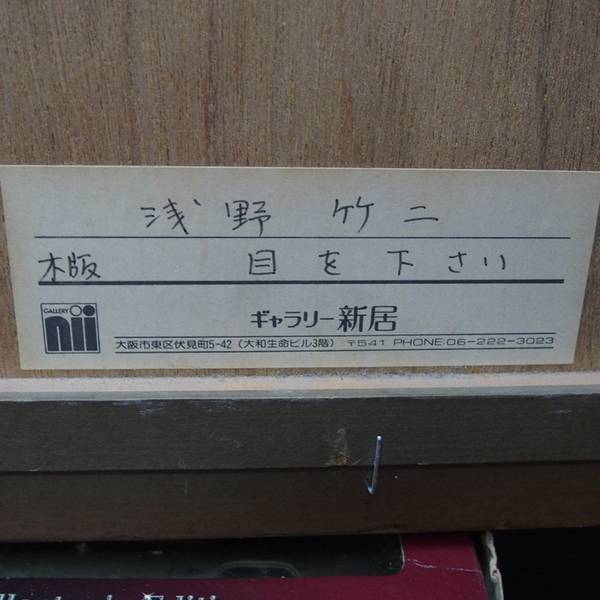 浅野 竹二
木版 目を下さい
GALLERY
nii
ギャラリー新居
大阪市東区伏見町5-42（大和生命ビル3階） 〒541 PHONE:06-222-3023